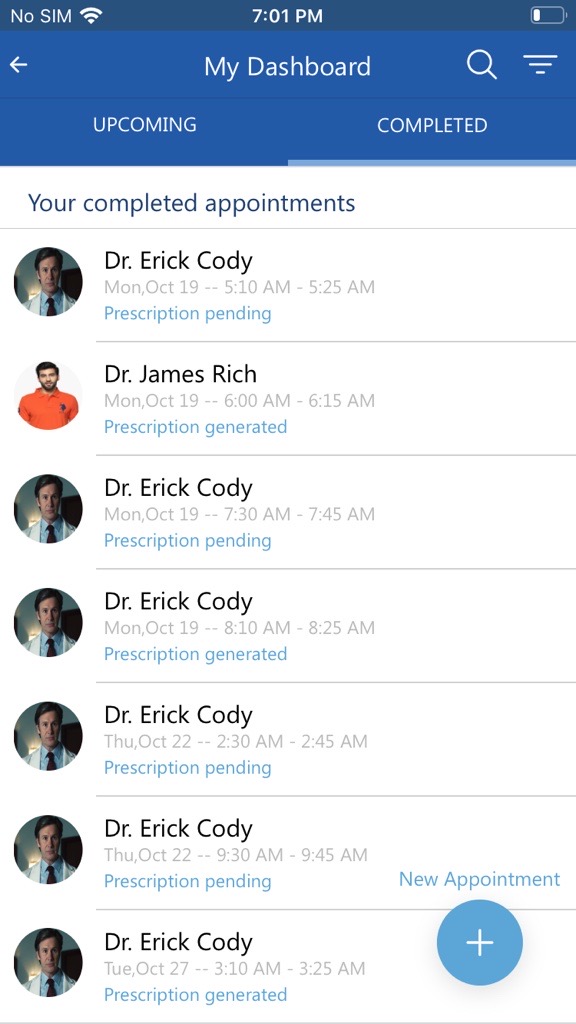 No SIM 7:01 PM
My Dashboard
UPCOMING COMPLETED
Your completed appointments
Dr. Erick Cody
Mon,Oct 19 -- 5:10 AM - 5:25 AM
Prescription pending
Dr. James Rich
Mon,Oct 19 -- 6:00 AM - 6:15 AM
Prescription generated
Dr. Erick Cody
Mon,Oct 19 -- 7:30 AM - 7:45 AM
Prescription pending
Dr. Erick Cody
Mon,Oct 19 -- 8:10 AM - 8:25 AM
Prescription generated
Dr. Erick Cody
Thu,Oct 22 -- 2:30 AM - 2:45 AM
Prescription pending
Dr. Erick Cody
Thu,Oct 22 -- 9:30 AM - 9:45 AM
Prescription pending
New Appointment
Dr. Erick Cody
Tue,Oct 27 -- 3:10 AM - 3:25 AM
Prescription generated